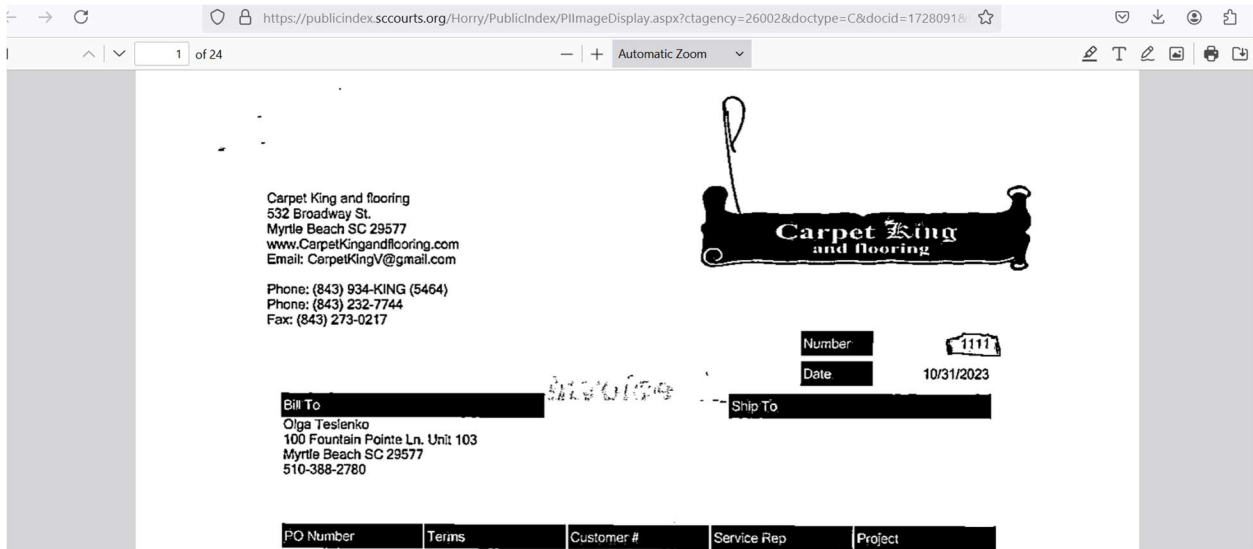 https://publicindex.sccourts.org/Horry/PublicIndex/PIImageDisplay.aspx?ctagency=26002&doctype=C&docid=1728091
1 of 24
Automatic Zoom
Carpet King and flooring
532 Broadway St.
Myrtle Beach SC 29577
www.CarpetKingandflooring.com
Email: CarpetKingV@gmail.com
Phone: (843) 934-KING (5464)
Phone: (843) 232-7744
Fax: (843) 273-0217
Carpet King
and flooring
Number 1111
Date 10/31/2023
Invoice
Bill To
Ship To
Olga Teslenko
100 Fountain Pointe Ln. Unit 103
Myrtle Beach SC 29577
510-388-2780
PO Number Terms Customer # Service Rep Project